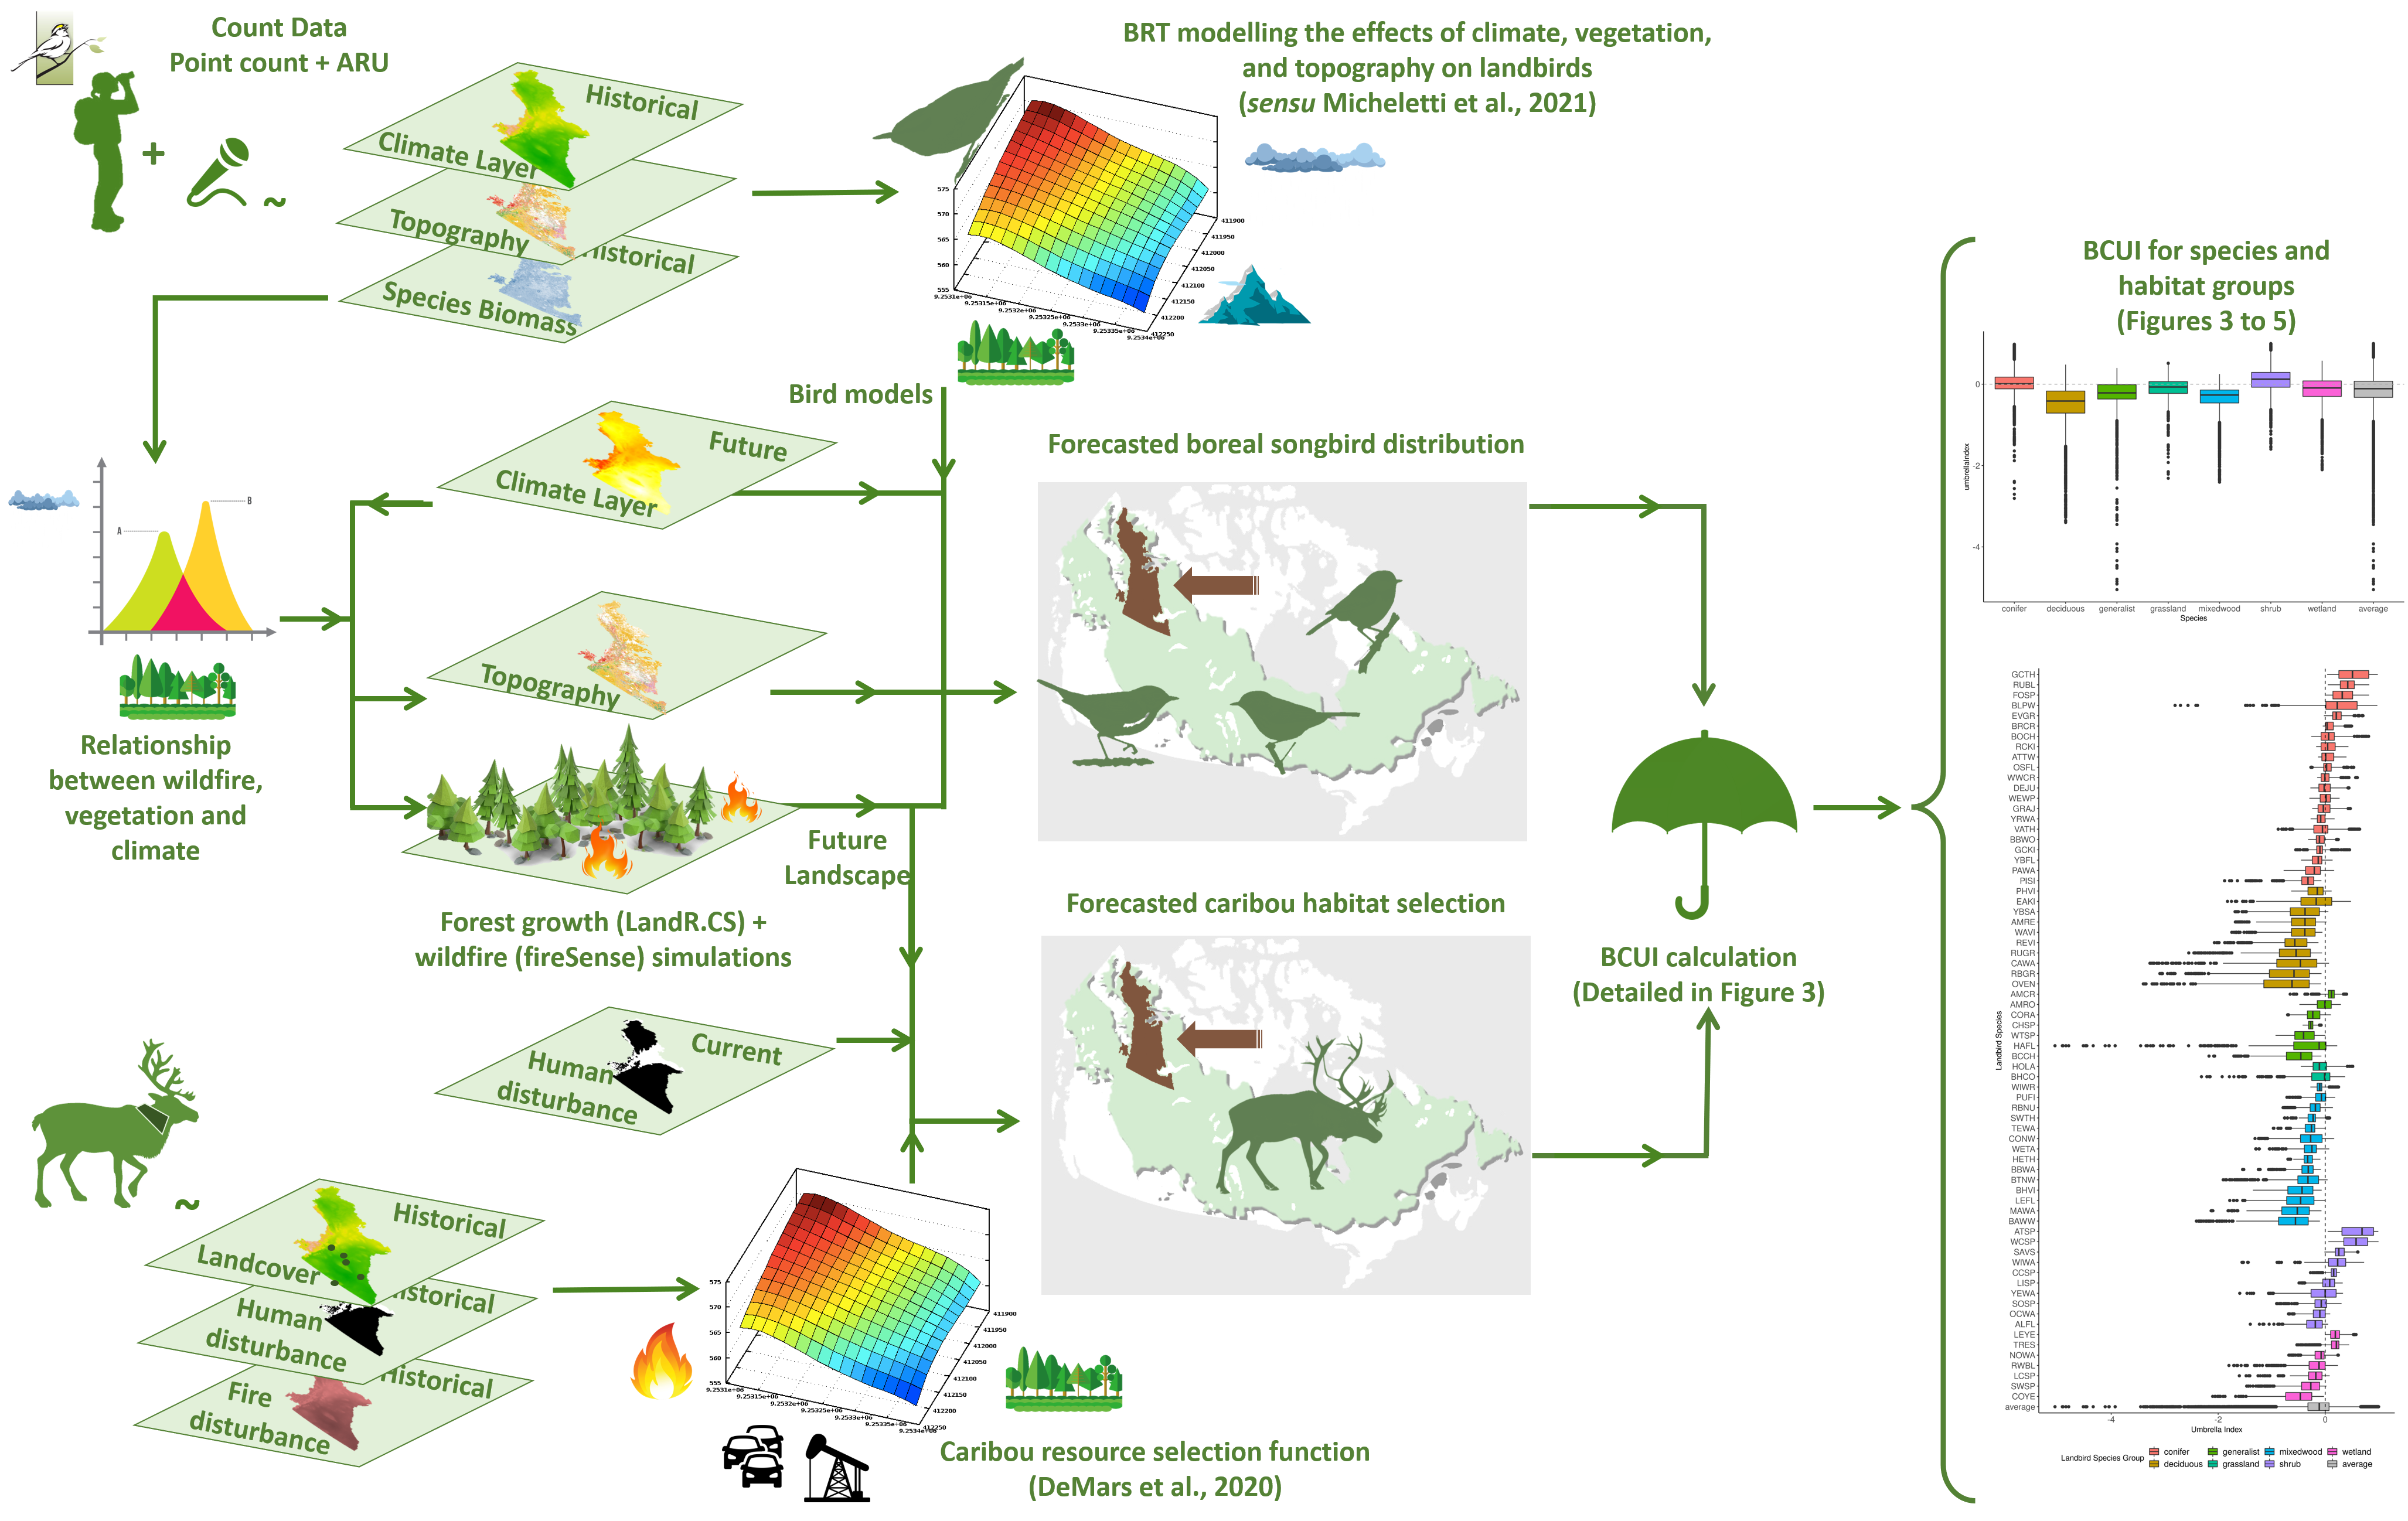 Count Data
Point count + ARU
+
~
Historical
Climate Layer
Topography
Historical
Species Biomass
BRT modelling the effects of climate, vegetation,
and topography on landbirds
(sensu Micheletti et al., 2021)
575
570
565
560
555
9.2531e+06
9.25315e+06
9.2532e+06
9.25325e+06
9.2533e+06
9.25335e+06
9.2534e+06
411900
411950
412000
412050
412100
412150
412200
412250
Bird models
A
B
Relationship
between wildfire,
vegetation and
climate
Future
Climate Layer
Topography
Future
Landscape
Forest growth (LandR.CS) +
wildfire (fireSense) simulations
Current
Human
disturbance
~
Historical
Landcover
Historical
Human
disturbance
Historical
Fire
disturbance
575
570
565
560
555
9.2531e+06
9.25315e+06
9.2532e+06
9.25325e+06
9.2533e+06
9.25335e+06
9.2534e+06
411900
411950
412000
412050
412100
412150
412200
412250
Caribou resource selection function
(DeMars et al., 2020)
Forecasted boreal songbird distribution
Forecasted caribou habitat selection
BCUI calculation
(Detailed in Figure 3)
BCUI for species and
habitat groups
(Figures 3 to 5)
umbrellaIndex
0
-2
-4
conifer deciduous generalist grassland mixedwood shrub wetland average
Species
Landbird Species
GCTH
RUBL
FOSP
BLPW
EVGR
BRCR
BOCH
RCKI
ATTW
OSFL
WWCR
DEJU
WEWP
GRAJ
YRWA
VATH
BBWO
GCKI
YBFL
PAWA
PISI
PHVI
EAKI
YBSA
AMRE
WAVI
REVI
RUGR
CAWA
RBGR
OVEN
AMCR
AMRO
CORA
CHSP
WTSP
HAFL
BCCH
HOLA
BHCO
WIWR
PUFI
RBNU
SWTH
TEWA
CONW
WETA
HETH
BBWA
BTNW
BHVI
LEFL
MAWA
BAWW
ATSP
WCSP
SAVS
WIWA
CCSP
LISP
YEWA
SOSP
OCWA
ALFL
LEYE
TRES
NOWA
RWBL
LCSP
SWSP
COYE
average
-4 -2 0
Umbrella Index
Landbird Species Group
conifer generalist mixedwood wetland
deciduous grassland shrub average